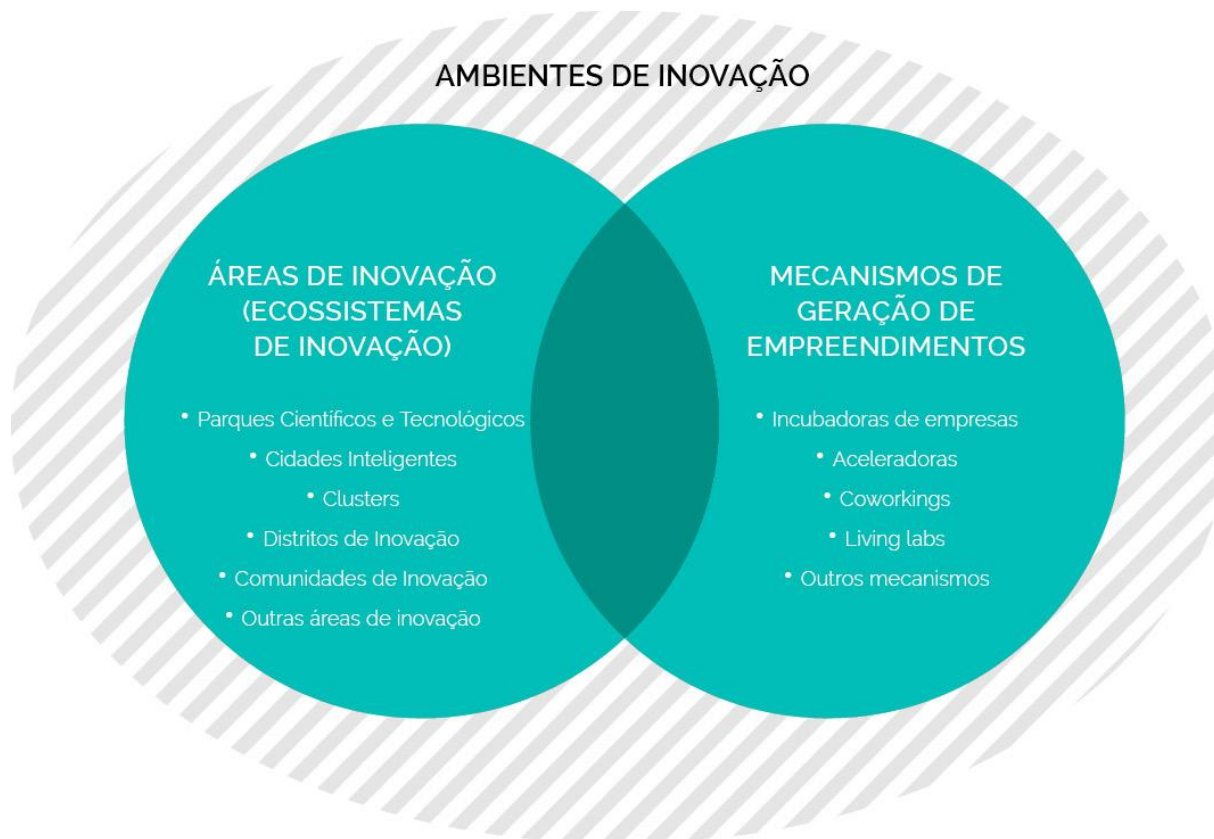 AMBIENTES DE INOVAÇÃO
ÁREAS DE INOVAÇÃO
(ECOSSISTEMAS
DE INOVAÇÃO)
• Parques Científicos e Tecnológicos
• Cidades Inteligentes
• Clusters
• Distritos de Inovação
• Comunidades de Inovação
• Outras áreas de inovação
MECANISMOS DE
GERAÇÃO DE
EMPREENDIMENTOS
• Incubadoras de empresas
• Aceleradoras
• Coworkings
• Living labs
• Outros mecanismos